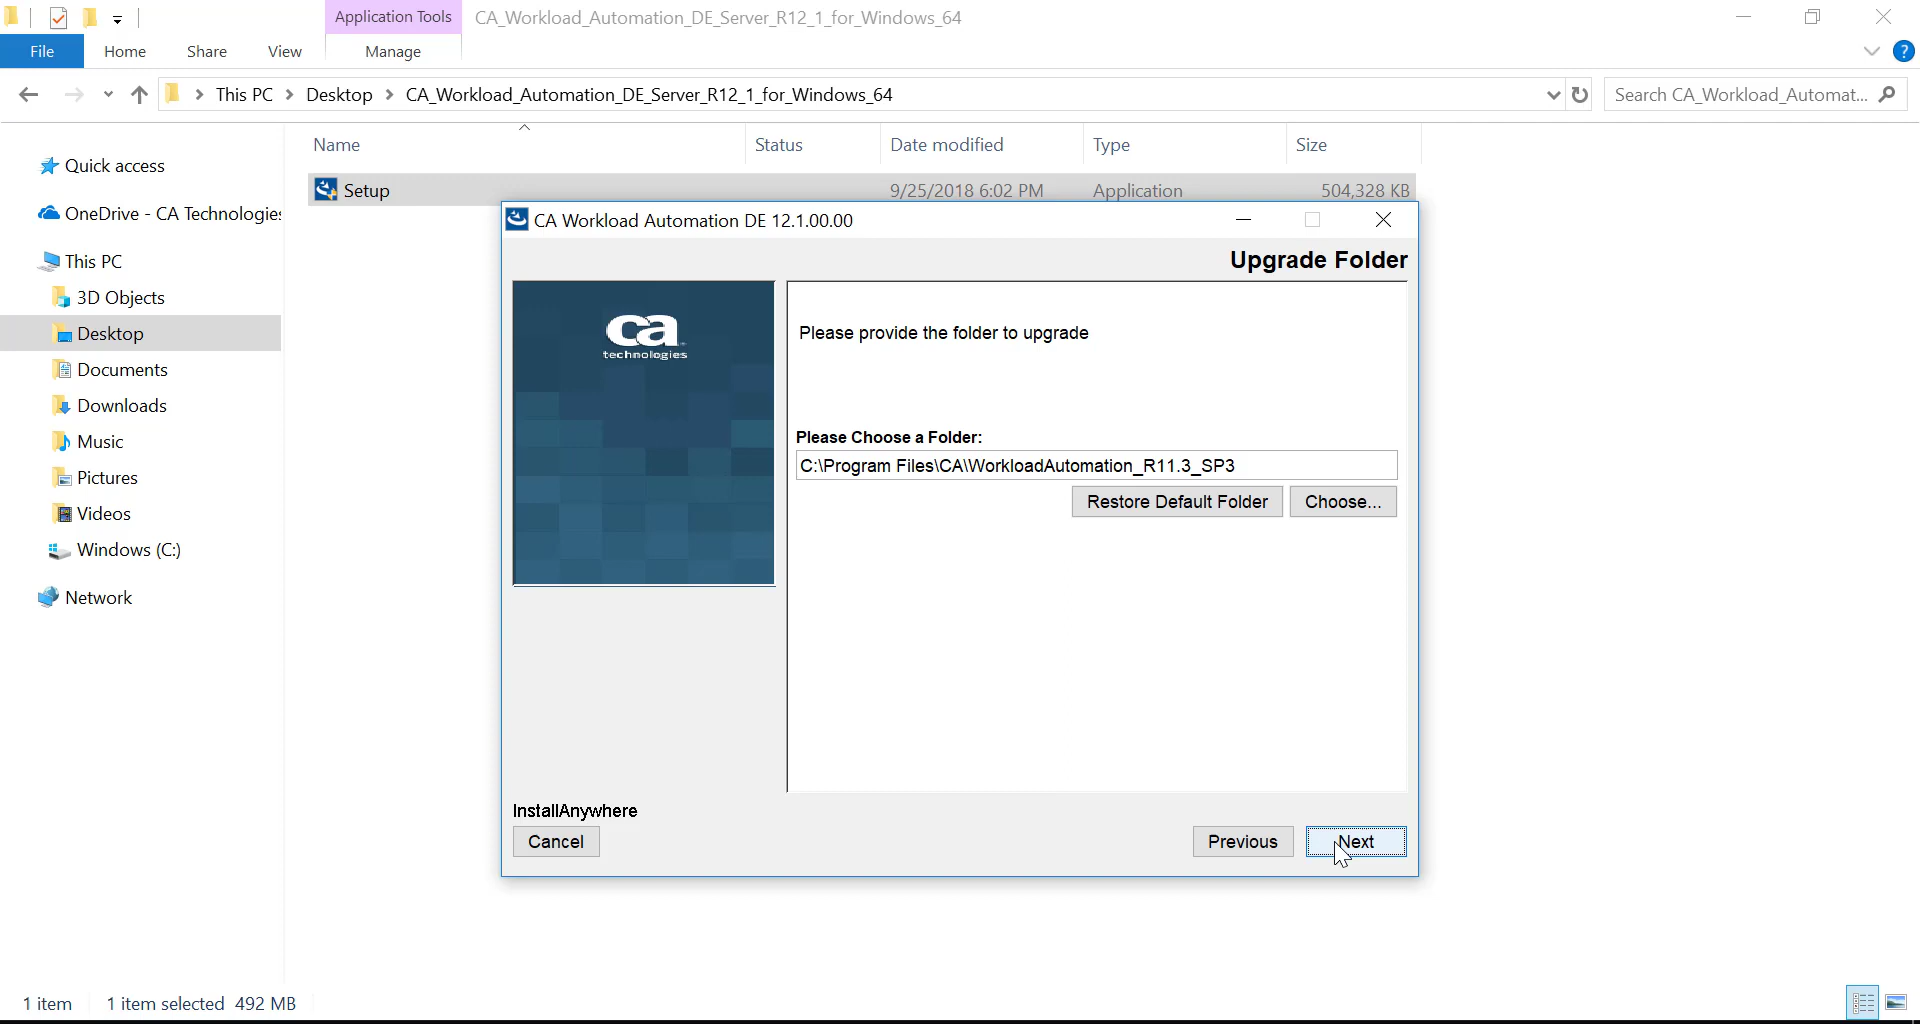 Application Tools
CA_Workload_Automation_DE_Server_R12_1_for_Windows_64
File
Home
Share
View
Manage
?
This PC
Desktop
CA_Workload_Automation_DE_Server_R12_1_for_Windows_64
Search CA_Workload_Automat...
Name
Status
Date modified
Type
Size
Setup
9/25/2018 6:02 PM
Application
504,328 KB
Quick access
OneDrive - CA Technologies
This PC
3D Objects
Desktop
Documents
Downloads
Music
Pictures
Videos
Windows (C:)
Network
CA Workload Automation DE 12.1.00.00
Upgrade Folder
ca
technologies
Please provide the folder to upgrade
Please Choose a Folder:
C:\Program Files\CA\WorkloadAutomation_R11.3_SP3
Restore Default Folder
Choose...
InstallAnywhere
Cancel
Previous
Next
1 item
1 item selected 492 MB